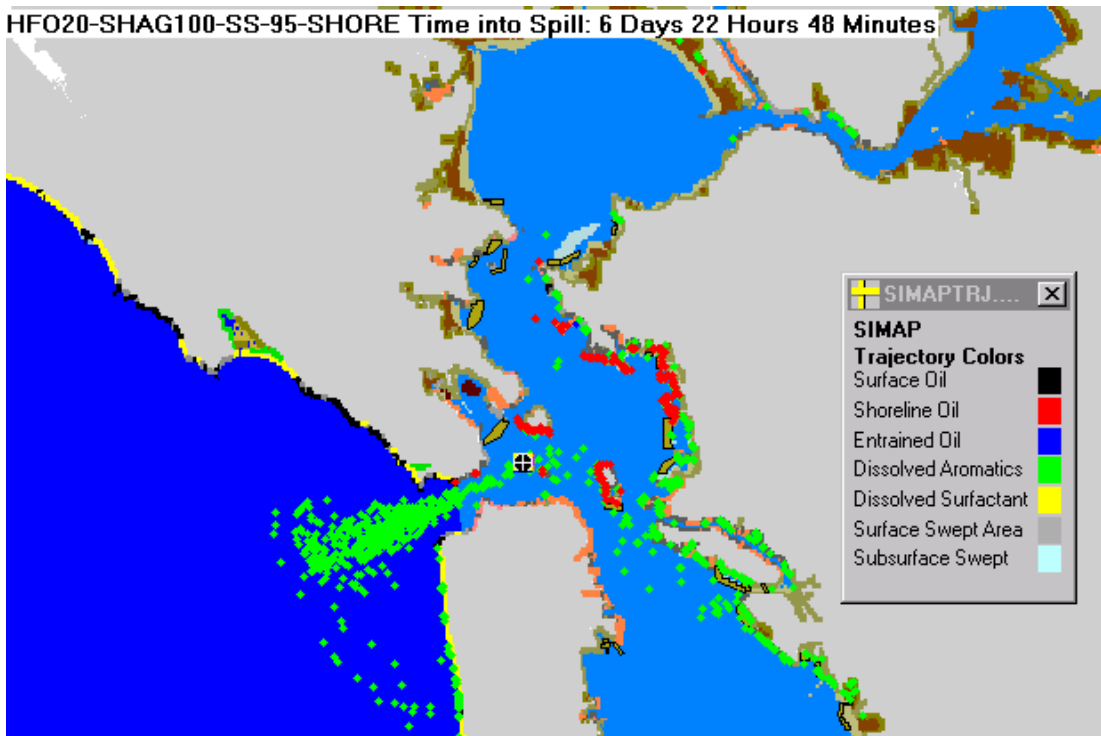 HFO20-SHAG100-SS-95-SHORE Time into Spill: 6 Days 22 Hours 48 Minutes
SIMAPTRJ....
SIMAP
Trajectory Colors
Surface Oil
Shoreline Oil
Entrained Oil
Dissolved Aromatics
Dissolved Surfactant
Surface Swept Area
Subsurface Swept